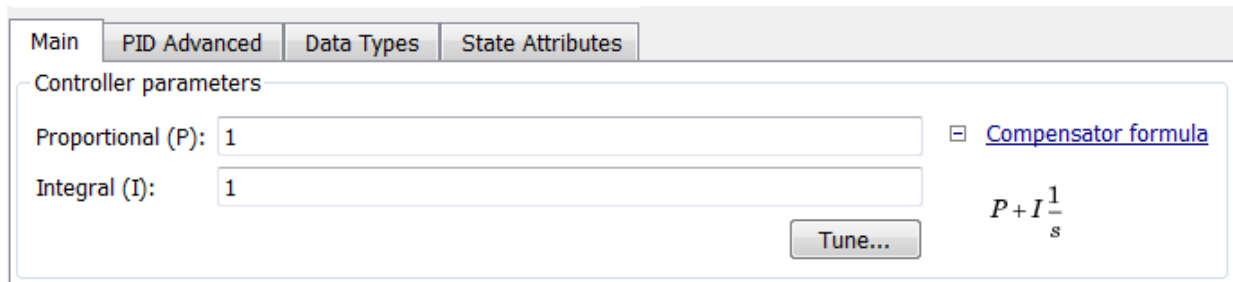 Main PID Advanced Data Types State Attributes
Controller parameters
Proportional (P): 1 Compensator formula
Integral (I): 1
P + I 1/s
Tune...